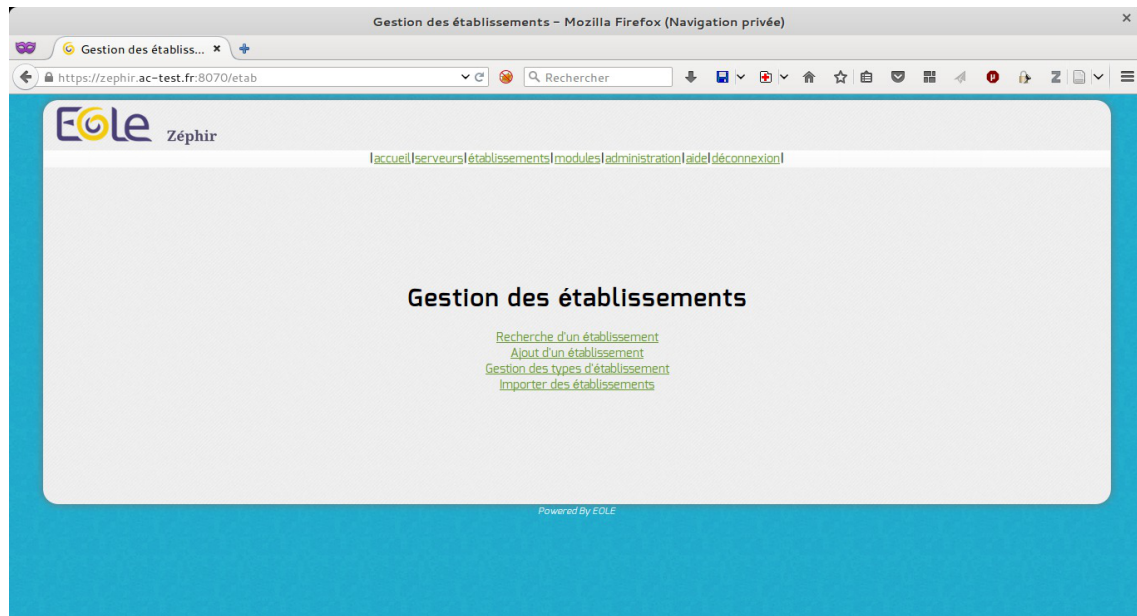 Gestion des établissements – Mozilla Firefox (Navigation privée)
Gestion des établiss...
https://zephir.ac-test.fr:8070/etab
Rechercher
EOLE Zéphir
|accueil|serveurs|établissements|modules|administration|aide|déconnexion|
Gestion des établissements
Recherche d'un établissement
Ajout d'un établissement
Gestion des types d'établissement
Importer des établissements
Powered By EOLE